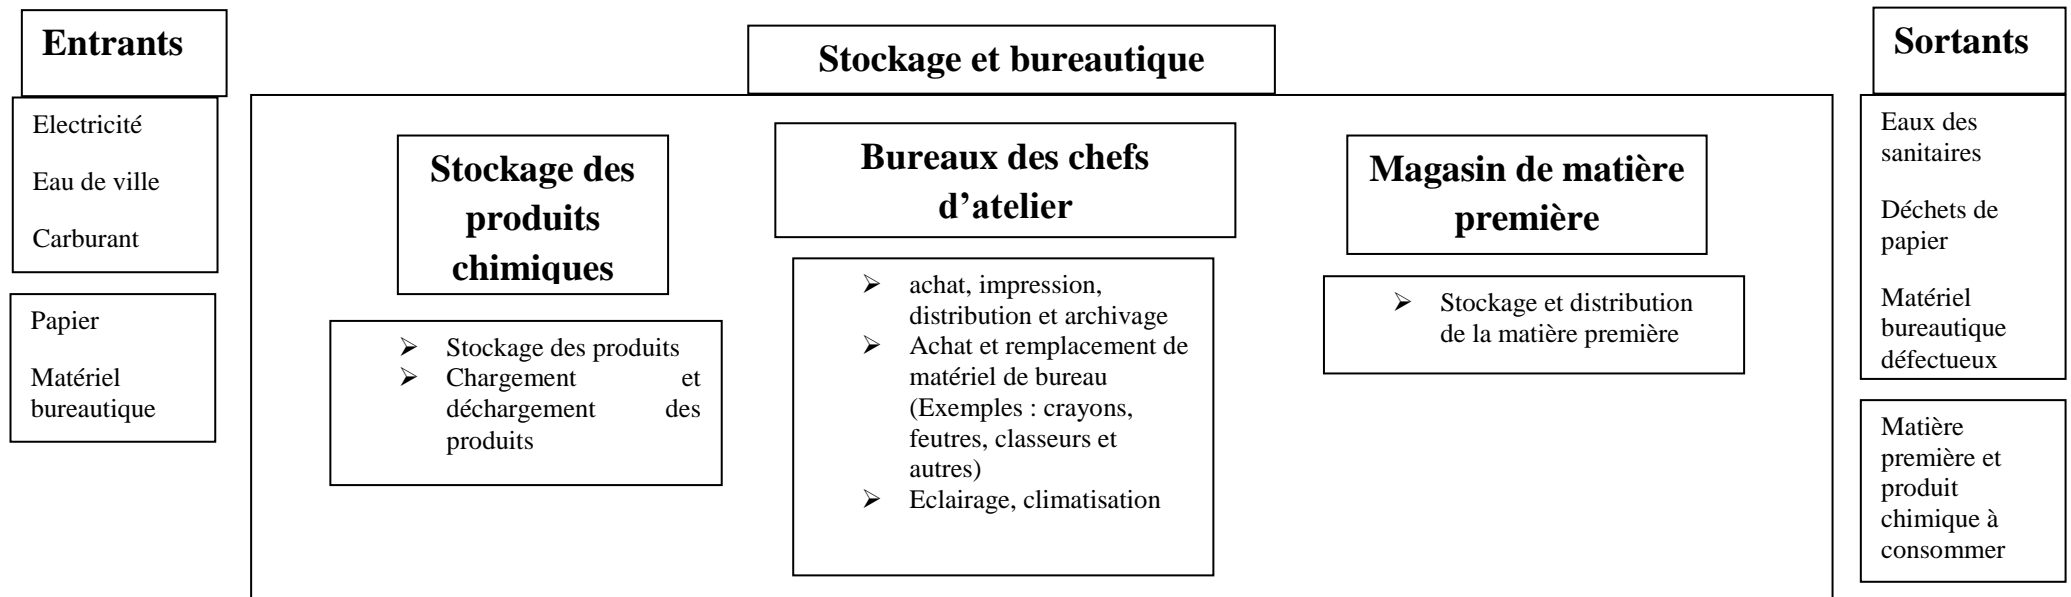 Entrants
Electricité
Eau de ville
Carburant
Papier
Matériel
bureautique
Stockage et bureautique
Stockage des
produits
chimiques
➢ Stockage des produits
➢ Chargement et
déchargement des
produits
Bureaux des chefs
d’atelier
➢ achat, impression,
distribution et archivage
➢ Achat et remplacement de
matériel de bureau
(Exemples : crayons,
feutres, classeurs et
autres)
➢ Eclairage, climatisation
Magasin de matière
première
➢ Stockage et distribution
de la matière première
Sortants
Eaux des
sanitaires
Déchets de
papier
Matériel
bureautique
défectueux
Matière
première et
produit
chimique à
consommer